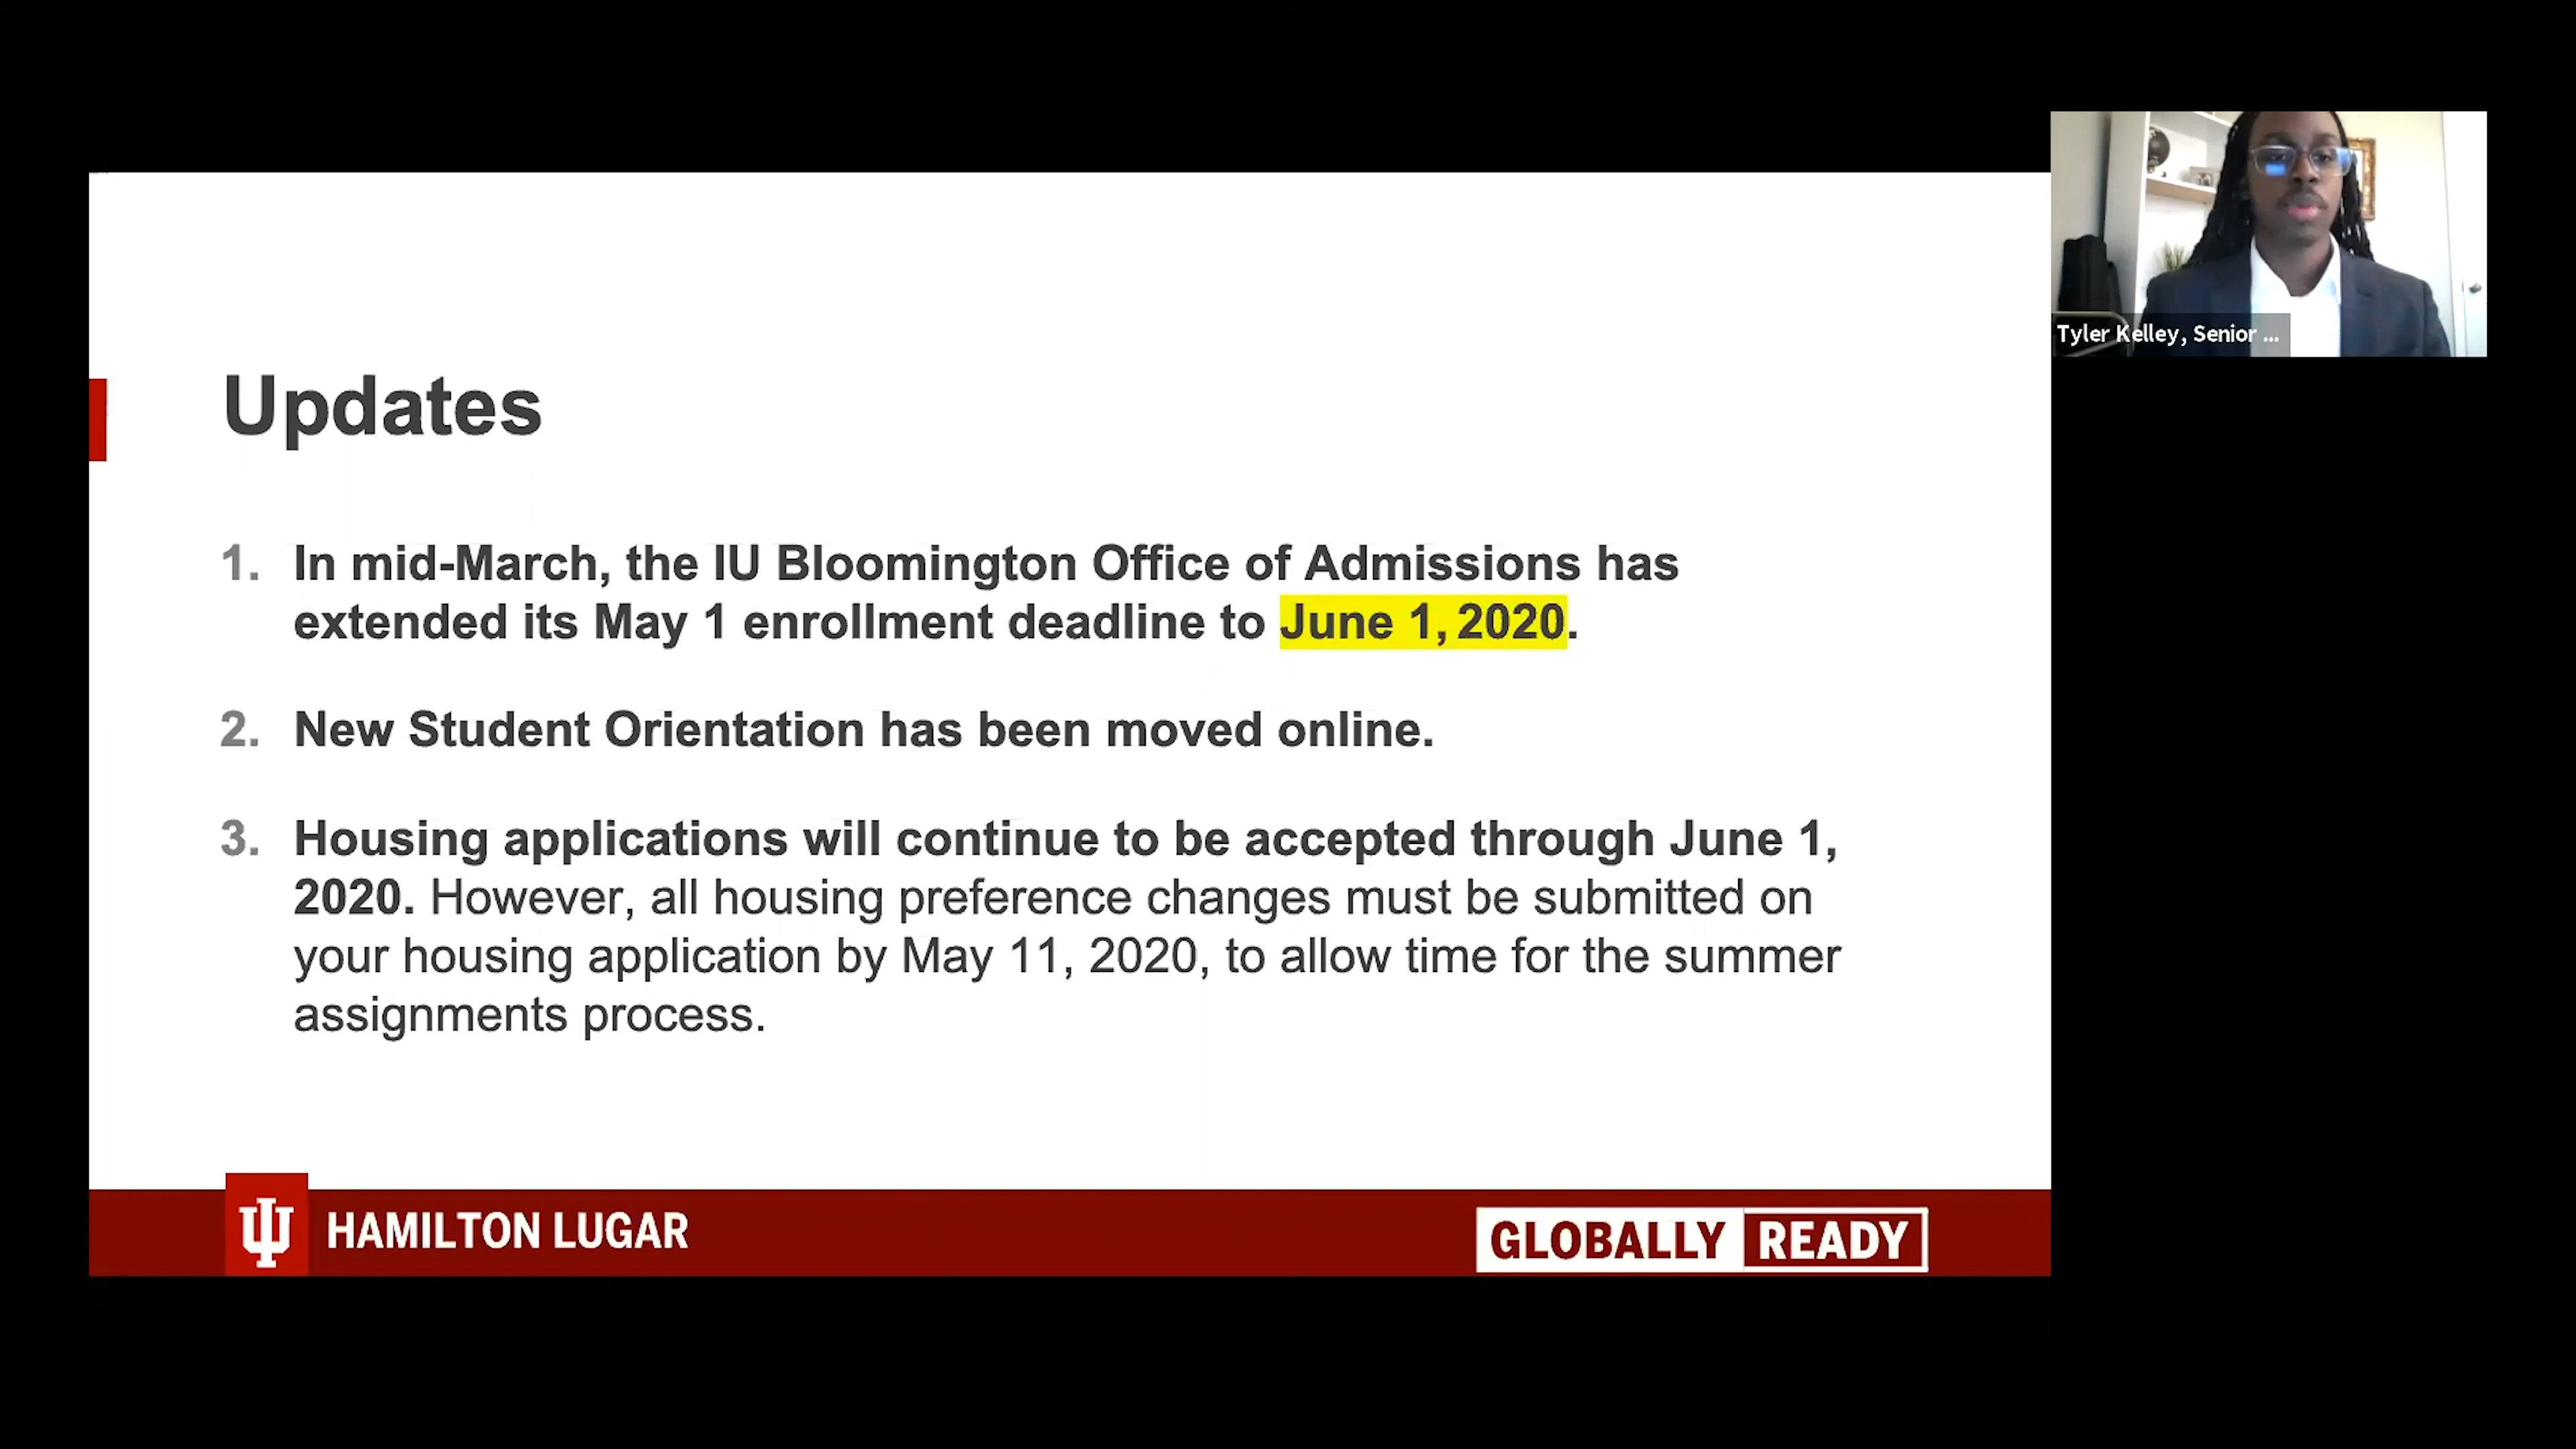 Tyler Kelley, Senior ...
Updates
1. In mid-March, the IU Bloomington Office of Admissions has
extended its May 1 enrollment deadline to June 1, 2020.
2. New Student Orientation has been moved online.
3. Housing applications will continue to be accepted through June 1,
2020. However, all housing preference changes must be submitted on
your housing application by May 11, 2020, to allow time for the summer
assignments process.
HAMILTON LUGAR
GLOBALLY READY